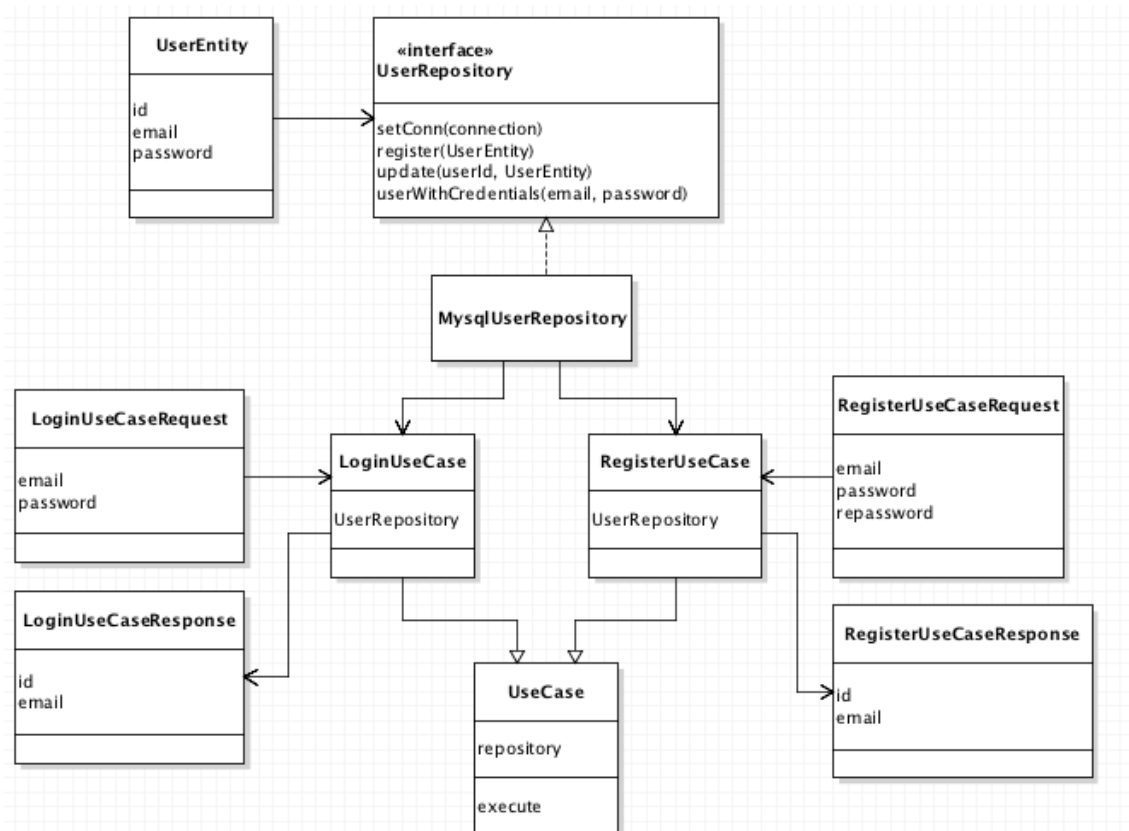 UserEntity
id
email
password
«interface»
UserRepository
setConn(connection)
register(UserEntity)
update(userId, UserEntity)
userWithCredentials(email, password)
MysqlUserRepository
LoginUseCaseRequest
email
password
LoginUseCase
UserRepository
RegisterUseCase
UserRepository
RegisterUseCaseRequest
email
password
repassword
LoginUseCaseResponse
id
email
UseCase
repository
execute
RegisterUseCaseResponse
id
email